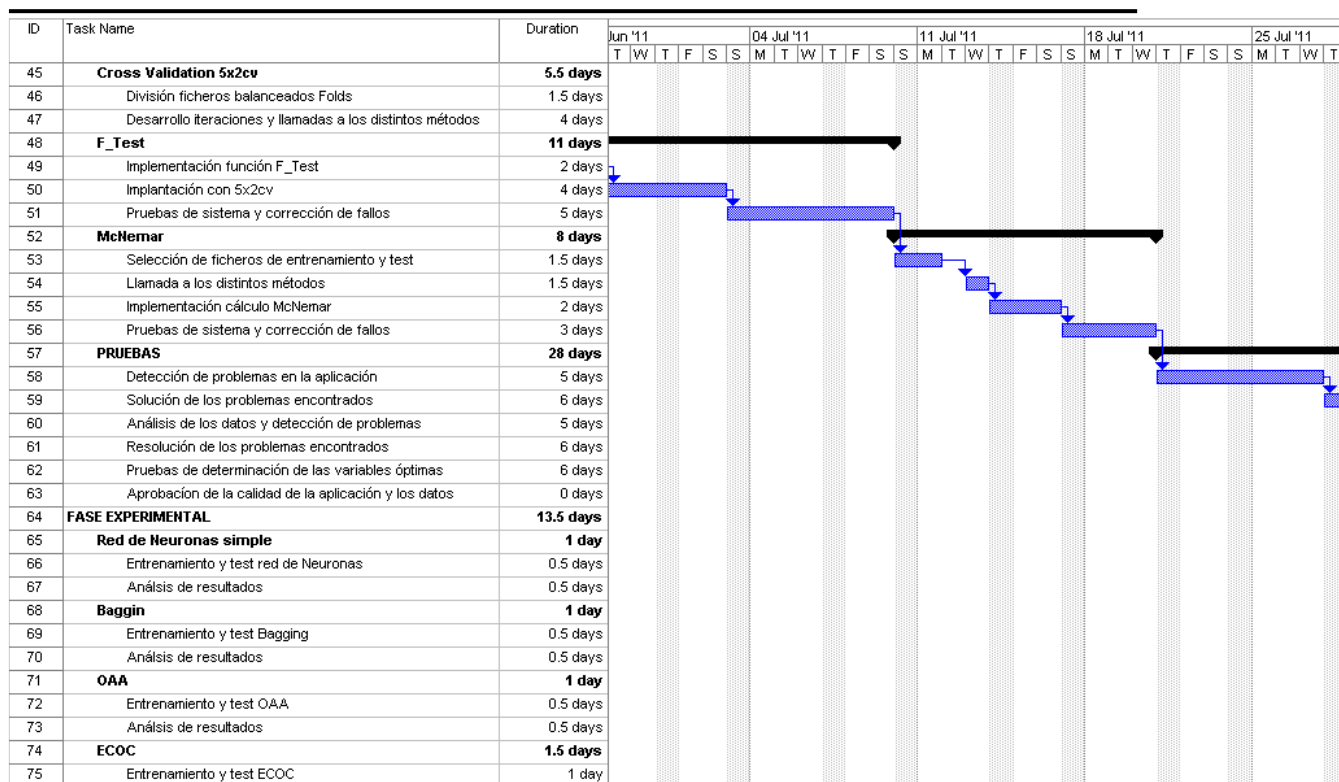 ID Task Name Duration Jun '11 04 Jul '11 11 Jul '11 18 Jul '11 25 Jul '11
T W T F S S M T W T F S S M T W T F S S M T W T F S S M T W T
45 Cross Validation 5x2cv 5.5 days
46 División ficheros balanceados Folds 1.5 days
47 Desarrollo iteraciones y llamadas a los distintos métodos 4 days
48 F_Test 11 days
49 Implementación función F_Test 2 days
50 Implantación con 5x2cv 4 days
51 Pruebas de sistema y corrección de fallos 5 days
52 McNemar 8 days
53 Selección de ficheros de entrenamiento y test 1.5 days
54 Llamada a los distintos métodos 1.5 days
55 Implementación cálculo McNemar 2 days
56 Pruebas de sistema y corrección de fallos 3 days
57 PRUEBAS 28 days
58 Detección de problemas en la aplicación 5 days
59 Solución de los problemas encontrados 6 days
60 Análisis de los datos y detección de problemas 5 days
61 Resolución de los problemas encontrados 6 days
62 Pruebas de determinación de las variables óptimas 6 days
63 Aprobacíon de la calidad de la aplicación y los datos 0 days
64 FASE EXPERIMENTAL 13.5 days
65 Red de Neuronas simple 1 day
66 Entrenamiento y test red de Neuronas 0.5 days
67 Análsis de resultados 0.5 days
68 Baggin 1 day
69 Entrenamiento y test Bagging 0.5 days
70 Análsis de resultados 0.5 days
71 OAA 1 day
72 Entrenamiento y test OAA 0.5 days
73 Análsis de resultados 0.5 days
74 ECOC 1.5 days
75 Entrenamiento y test ECOC 1 day